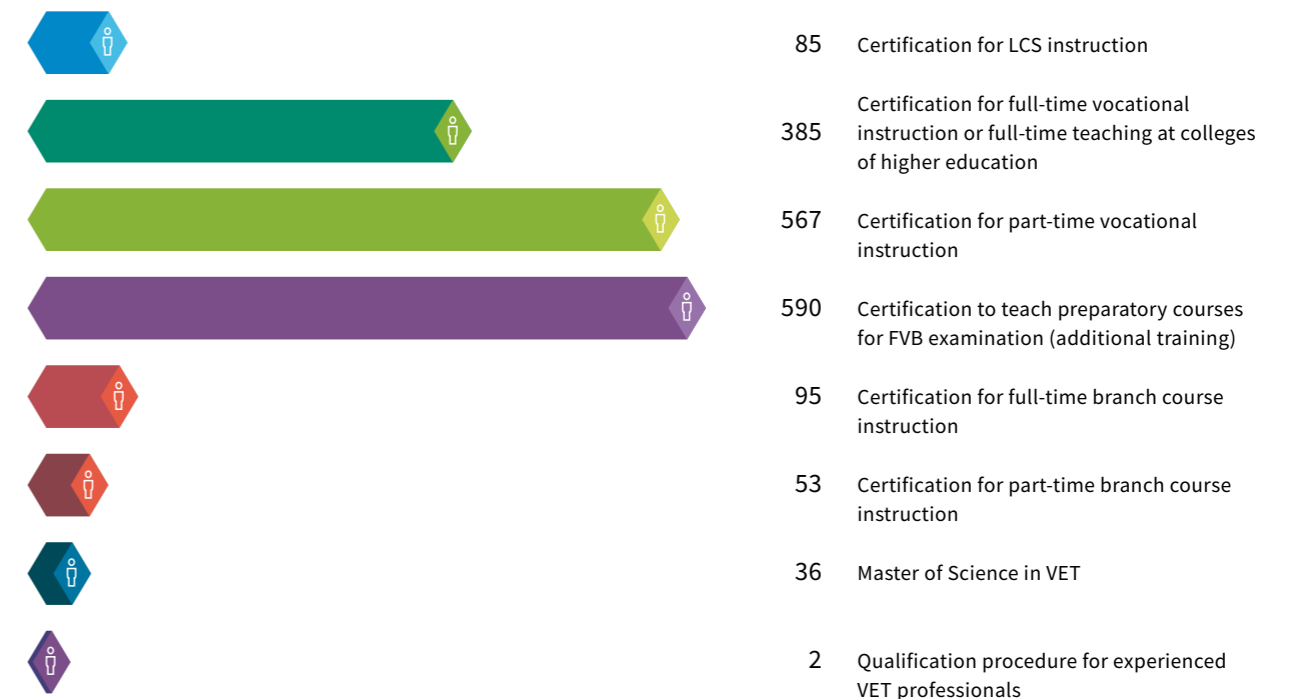 85 Certification for LCS instruction
Certification for full-time vocational
385 instruction or full-time teaching at colleges
of higher education
567 Certification for part-time vocational
instruction
590 Certification to teach preparatory courses
for FVB examination (additional training)
95 Certification for full-time branch course
instruction
53 Certification for part-time branch course
instruction
36 Master of Science in VET
2 Qualification procedure for experienced
VET professionals